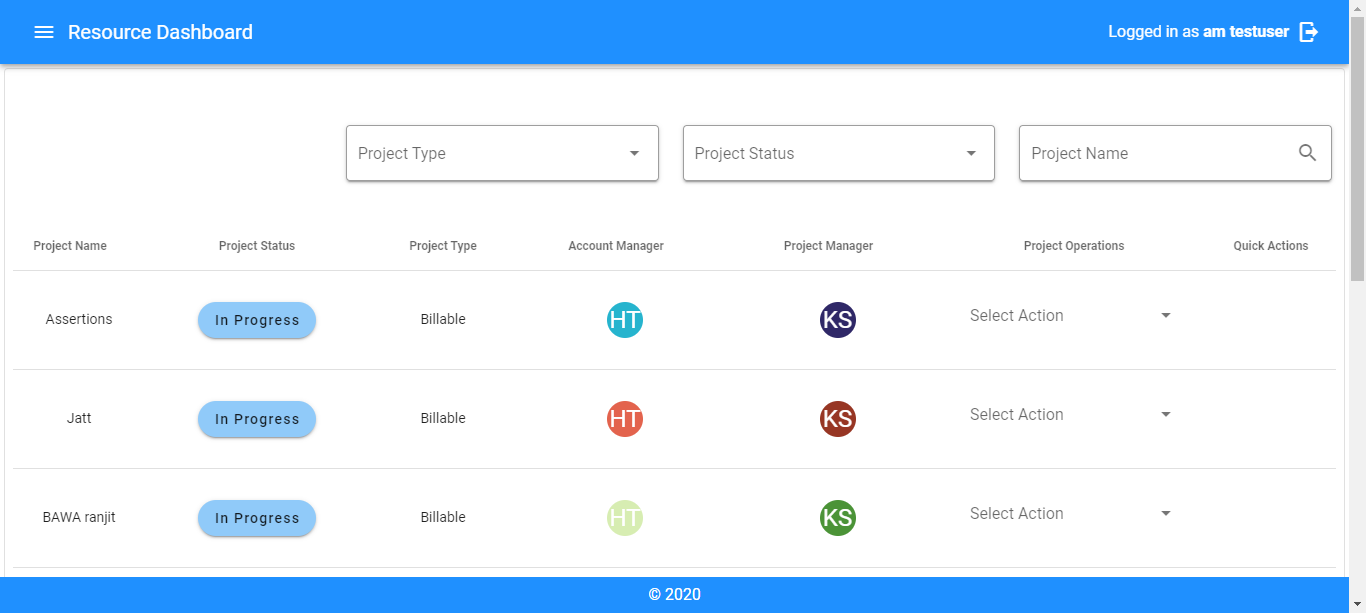 Resource Dashboard Logged in as am testuser
Project Type Project Status Project Name
Project Name Project Status Project Type Account Manager Project Manager Project Operations Quick Actions
Assertions In Progress Billable HT KS Select Action
Jatt In Progress Billable HT KS Select Action
BAWA ranjit In Progress Billable HT KS Select Action
© 2020